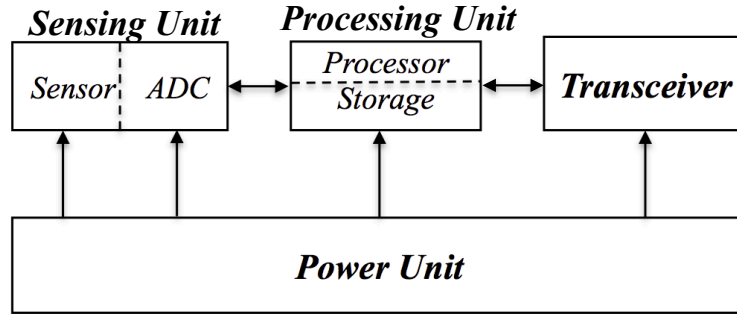 Sensing Unit
Processing Unit
Sensor
ADC
Processor
Storage
Transceiver
Power Unit